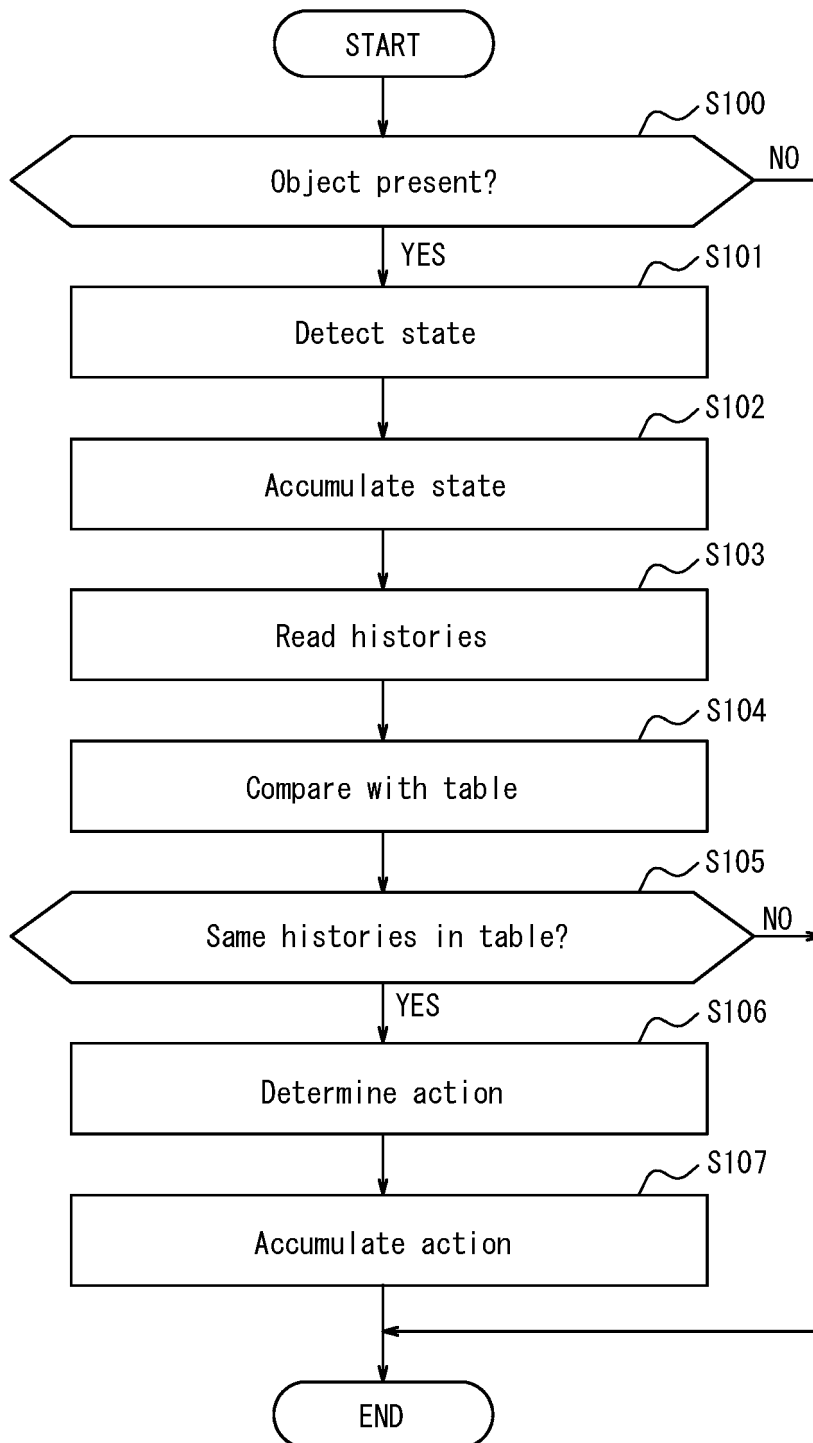 START
S100
Object present?
NO
YES
S101
Detect state
S102
Accumulate state
S103
Read histories
S104
Compare with table
S105
Same histories in table?
NO
YES
S106
Determine action
S107
Accumulate action
END